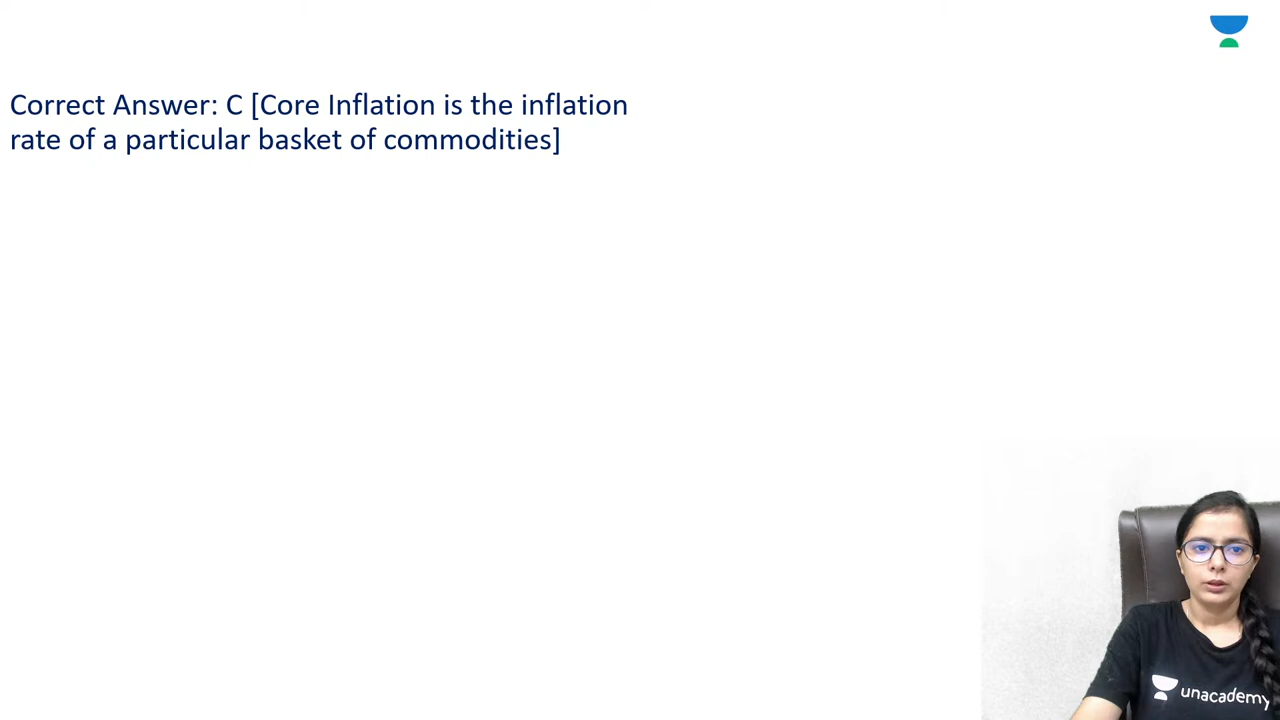 Correct Answer: C [Core Inflation is the inflation
rate of a particular basket of commodities]
unacademy